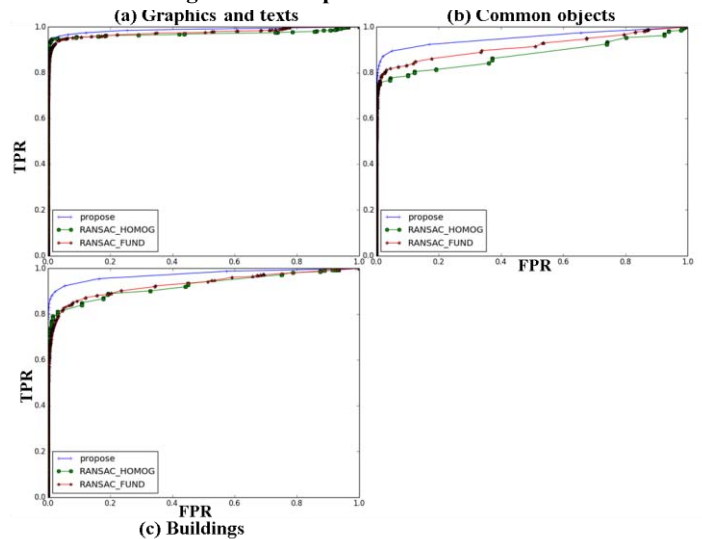 (a) Graphics and texts
(b) Common objects
1.0
0.8
0.6
0.4
0.2
0.0
TPR
propose
RANSAC_HOMOG
RANSAC_FUND
0.0 0.2 0.4 0.6 0.8 1.0
1.0
0.8
0.6
0.4
0.2
0.0
propose
RANSAC_HOMOG
RANSAC_FUND
0.0 0.2 0.4 0.6 0.8 1.0
FPR
1.0
0.8
0.6
0.4
0.2
0.0
TPR
propose
RANSAC_HOMOG
RANSAC_FUND
0.0 0.2 0.4 0.6 0.8 1.0
FPR
(c) Buildings